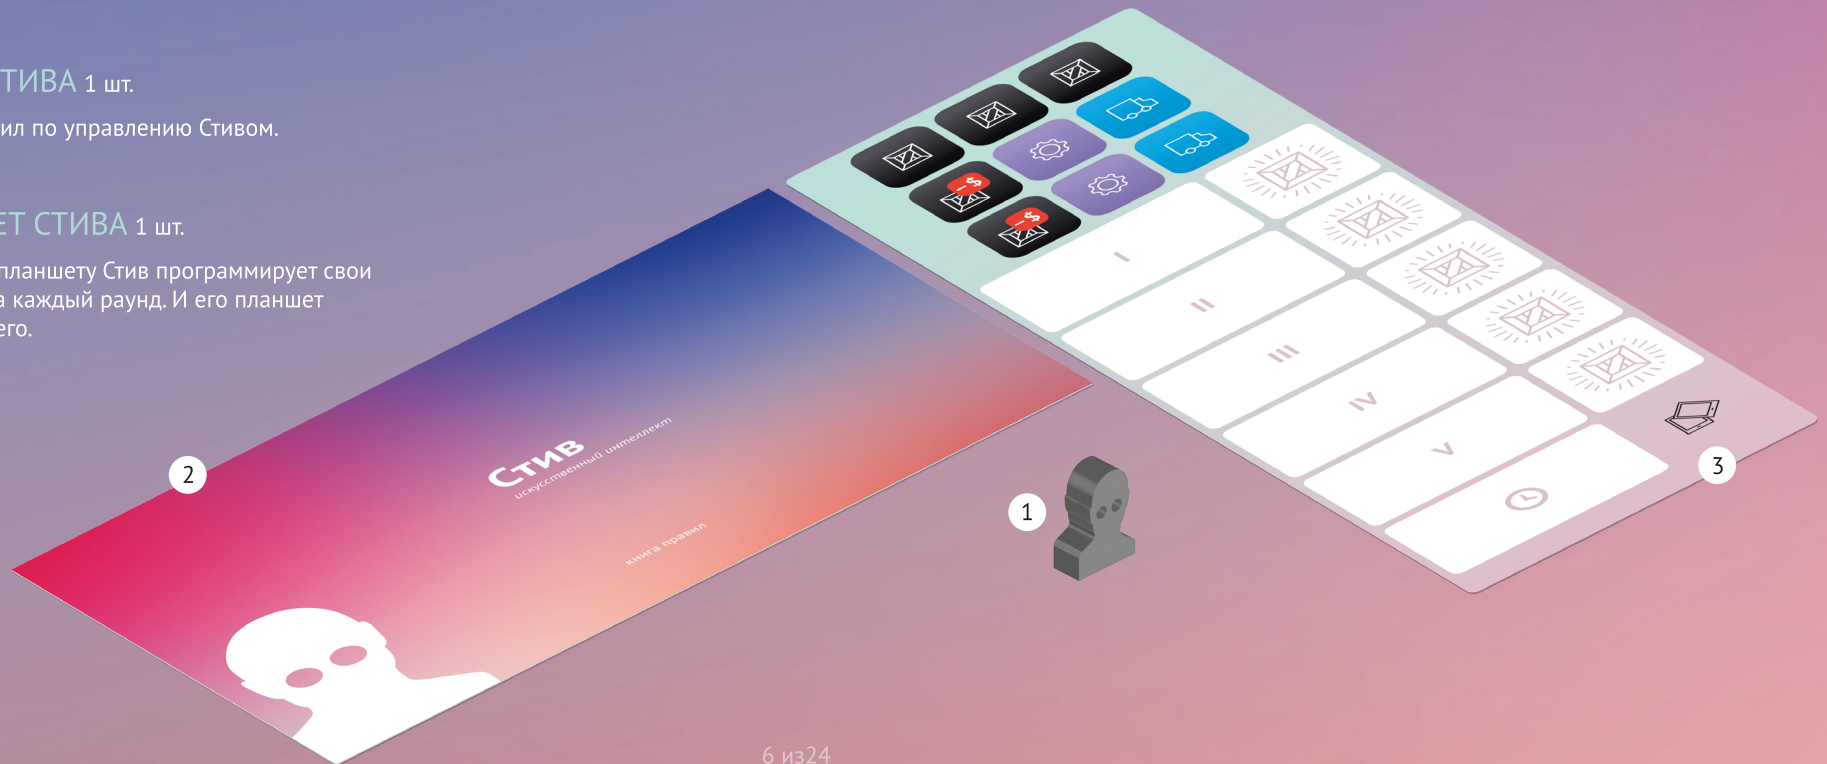 ТИВА 1 шт.
ил по управлению Стивом.
ЕТ СТИВА 1 шт.
планшету Стив программирует свои
а каждый раунд. И его планшет
его.
2
Стив
искусственный интеллект
книга правил
1
I
II
III
IV
V
3
-$
-$
6 из24